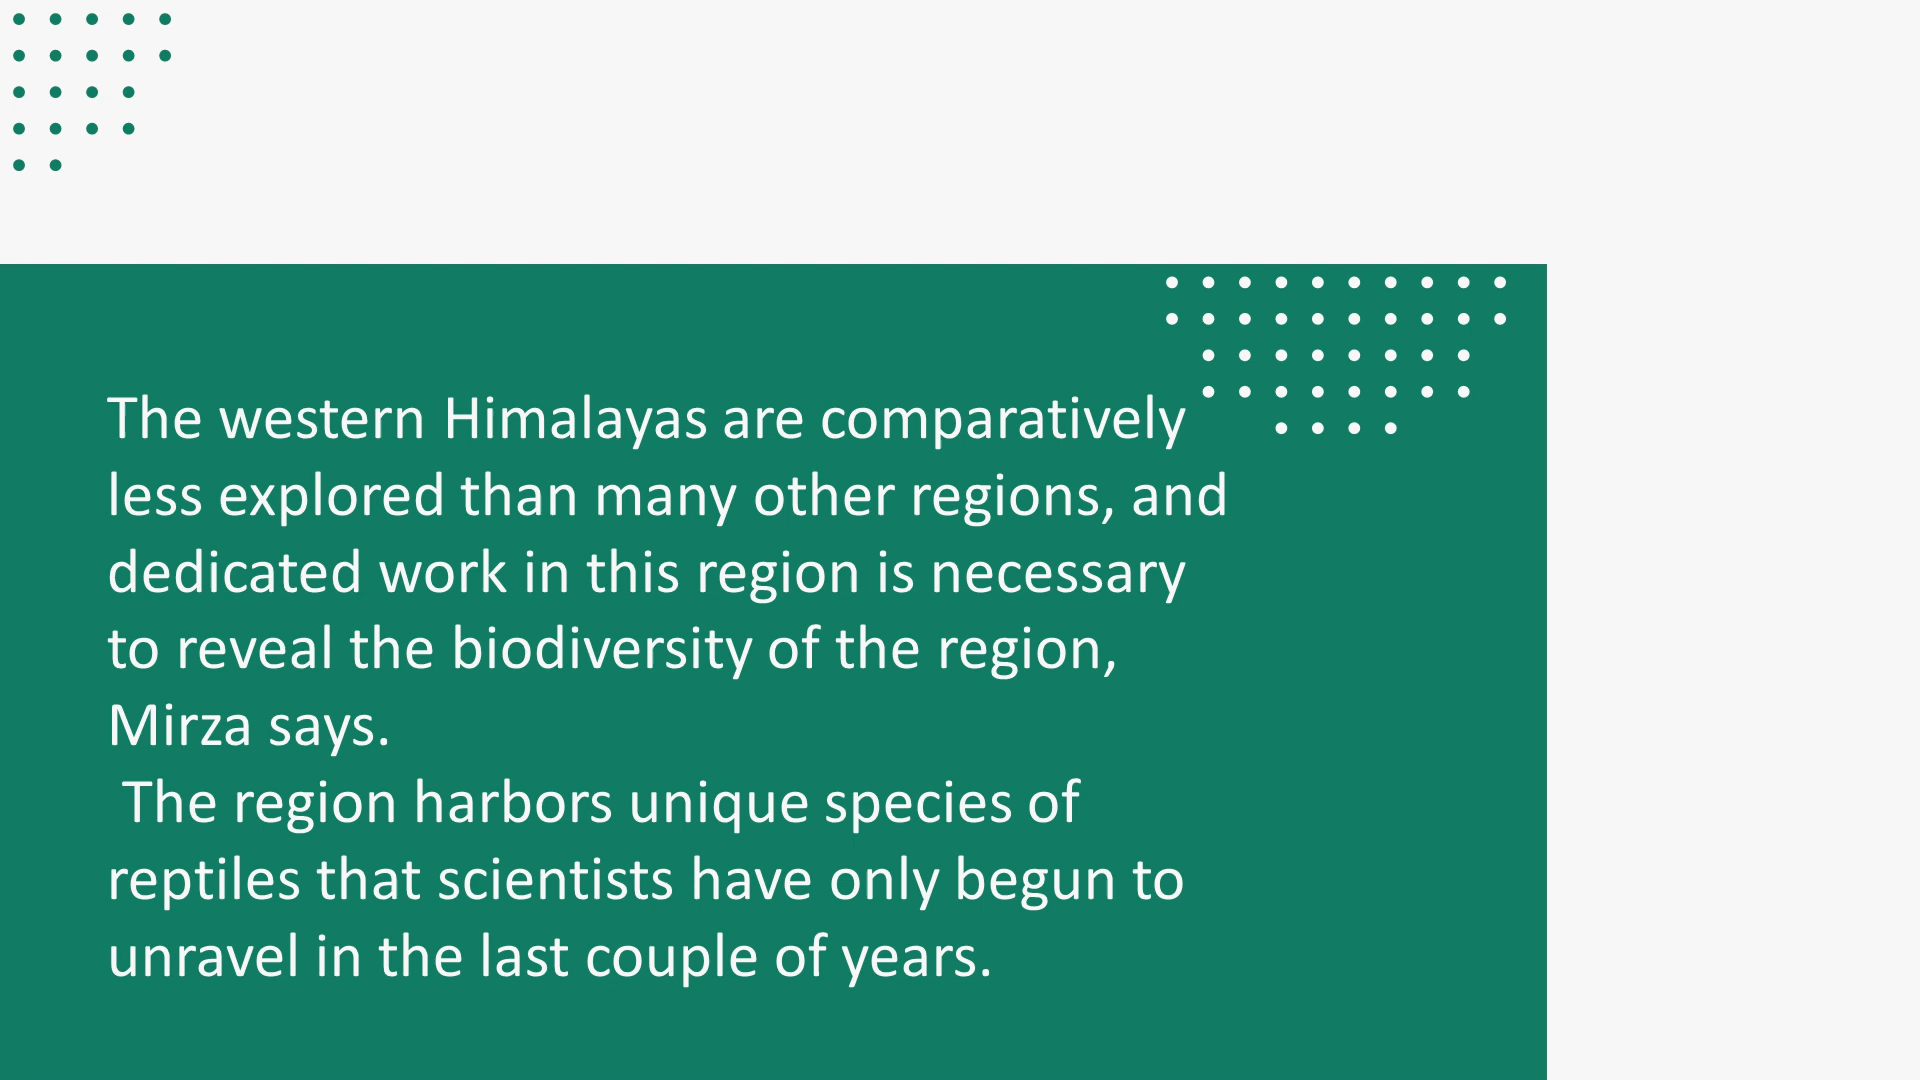 The western Himalayas are comparatively
less explored than many other regions, and
dedicated work in this region is necessary
to reveal the biodiversity of the region,
Mirza says.
The region harbors unique species of
reptiles that scientists have only begun to
unravel in the last couple of years.